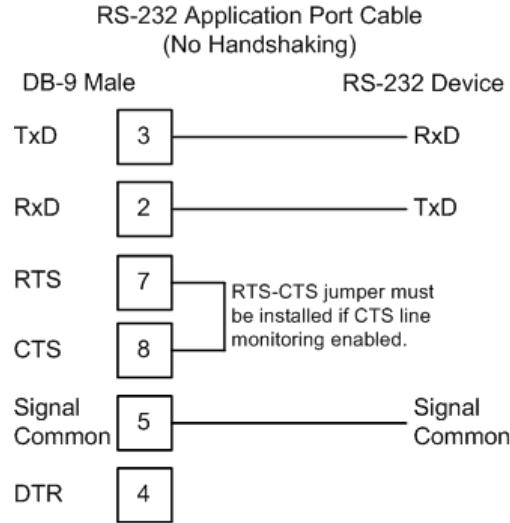 RS-232 Application Port Cable
(No Handshaking)
DB-9 Male RS-232 Device
TxD 3 RxD
RxD 2 TxD
RTS 7
RTS-CTS jumper must
be installed if CTS line
monitoring enabled.
CTS 8
Signal
Common 5 Signal
Common
DTR 4